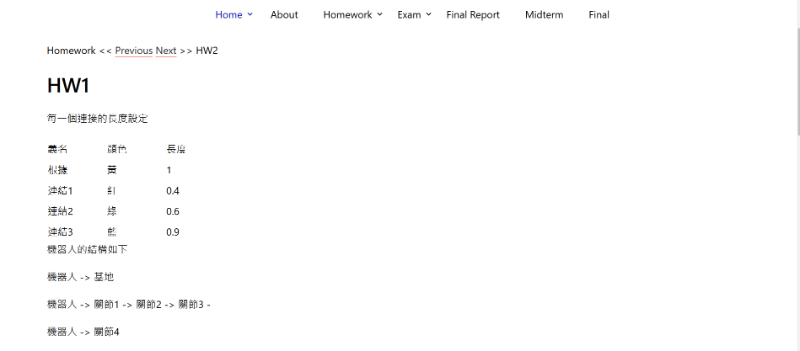 Home About Homework Exam Final Report Midterm Final
Homework << Previous Next >> HW2
HW1
每一個連接的長度設定
義名 顏色 長度
根據 黃 1
連結1 紅 0.4
連結2 綠 0.6
連結3 藍 0.9
機器人的結構如下
機器人 -> 基地
機器人 -> 關節1 -> 關節2 -> 關節3 -
機器人 -> 關節4